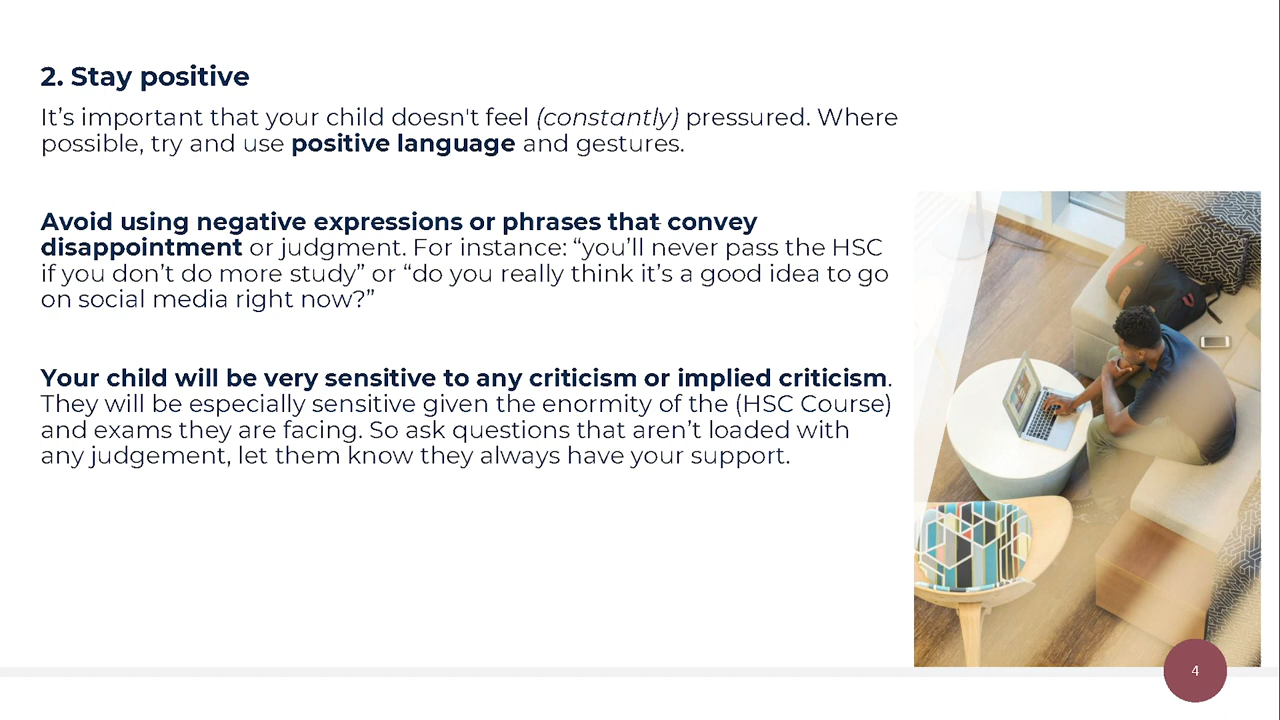 2. Stay positive
It’s important that your child doesn't feel (constantly) pressured. Where
possible, try and use positive language and gestures.
Avoid using negative expressions or phrases that convey
disappointment or judgment. For instance: “you’ll never pass the HSC
if you don’t do more study” or “do you really think it’s a good idea to go
on social media right now?”
Your child will be very sensitive to any criticism or implied criticism.
They will be especially sensitive given the enormity of the (HSC Course)
and exams they are facing. So ask questions that aren’t loaded with
any judgement, let them know they always have your support.
4